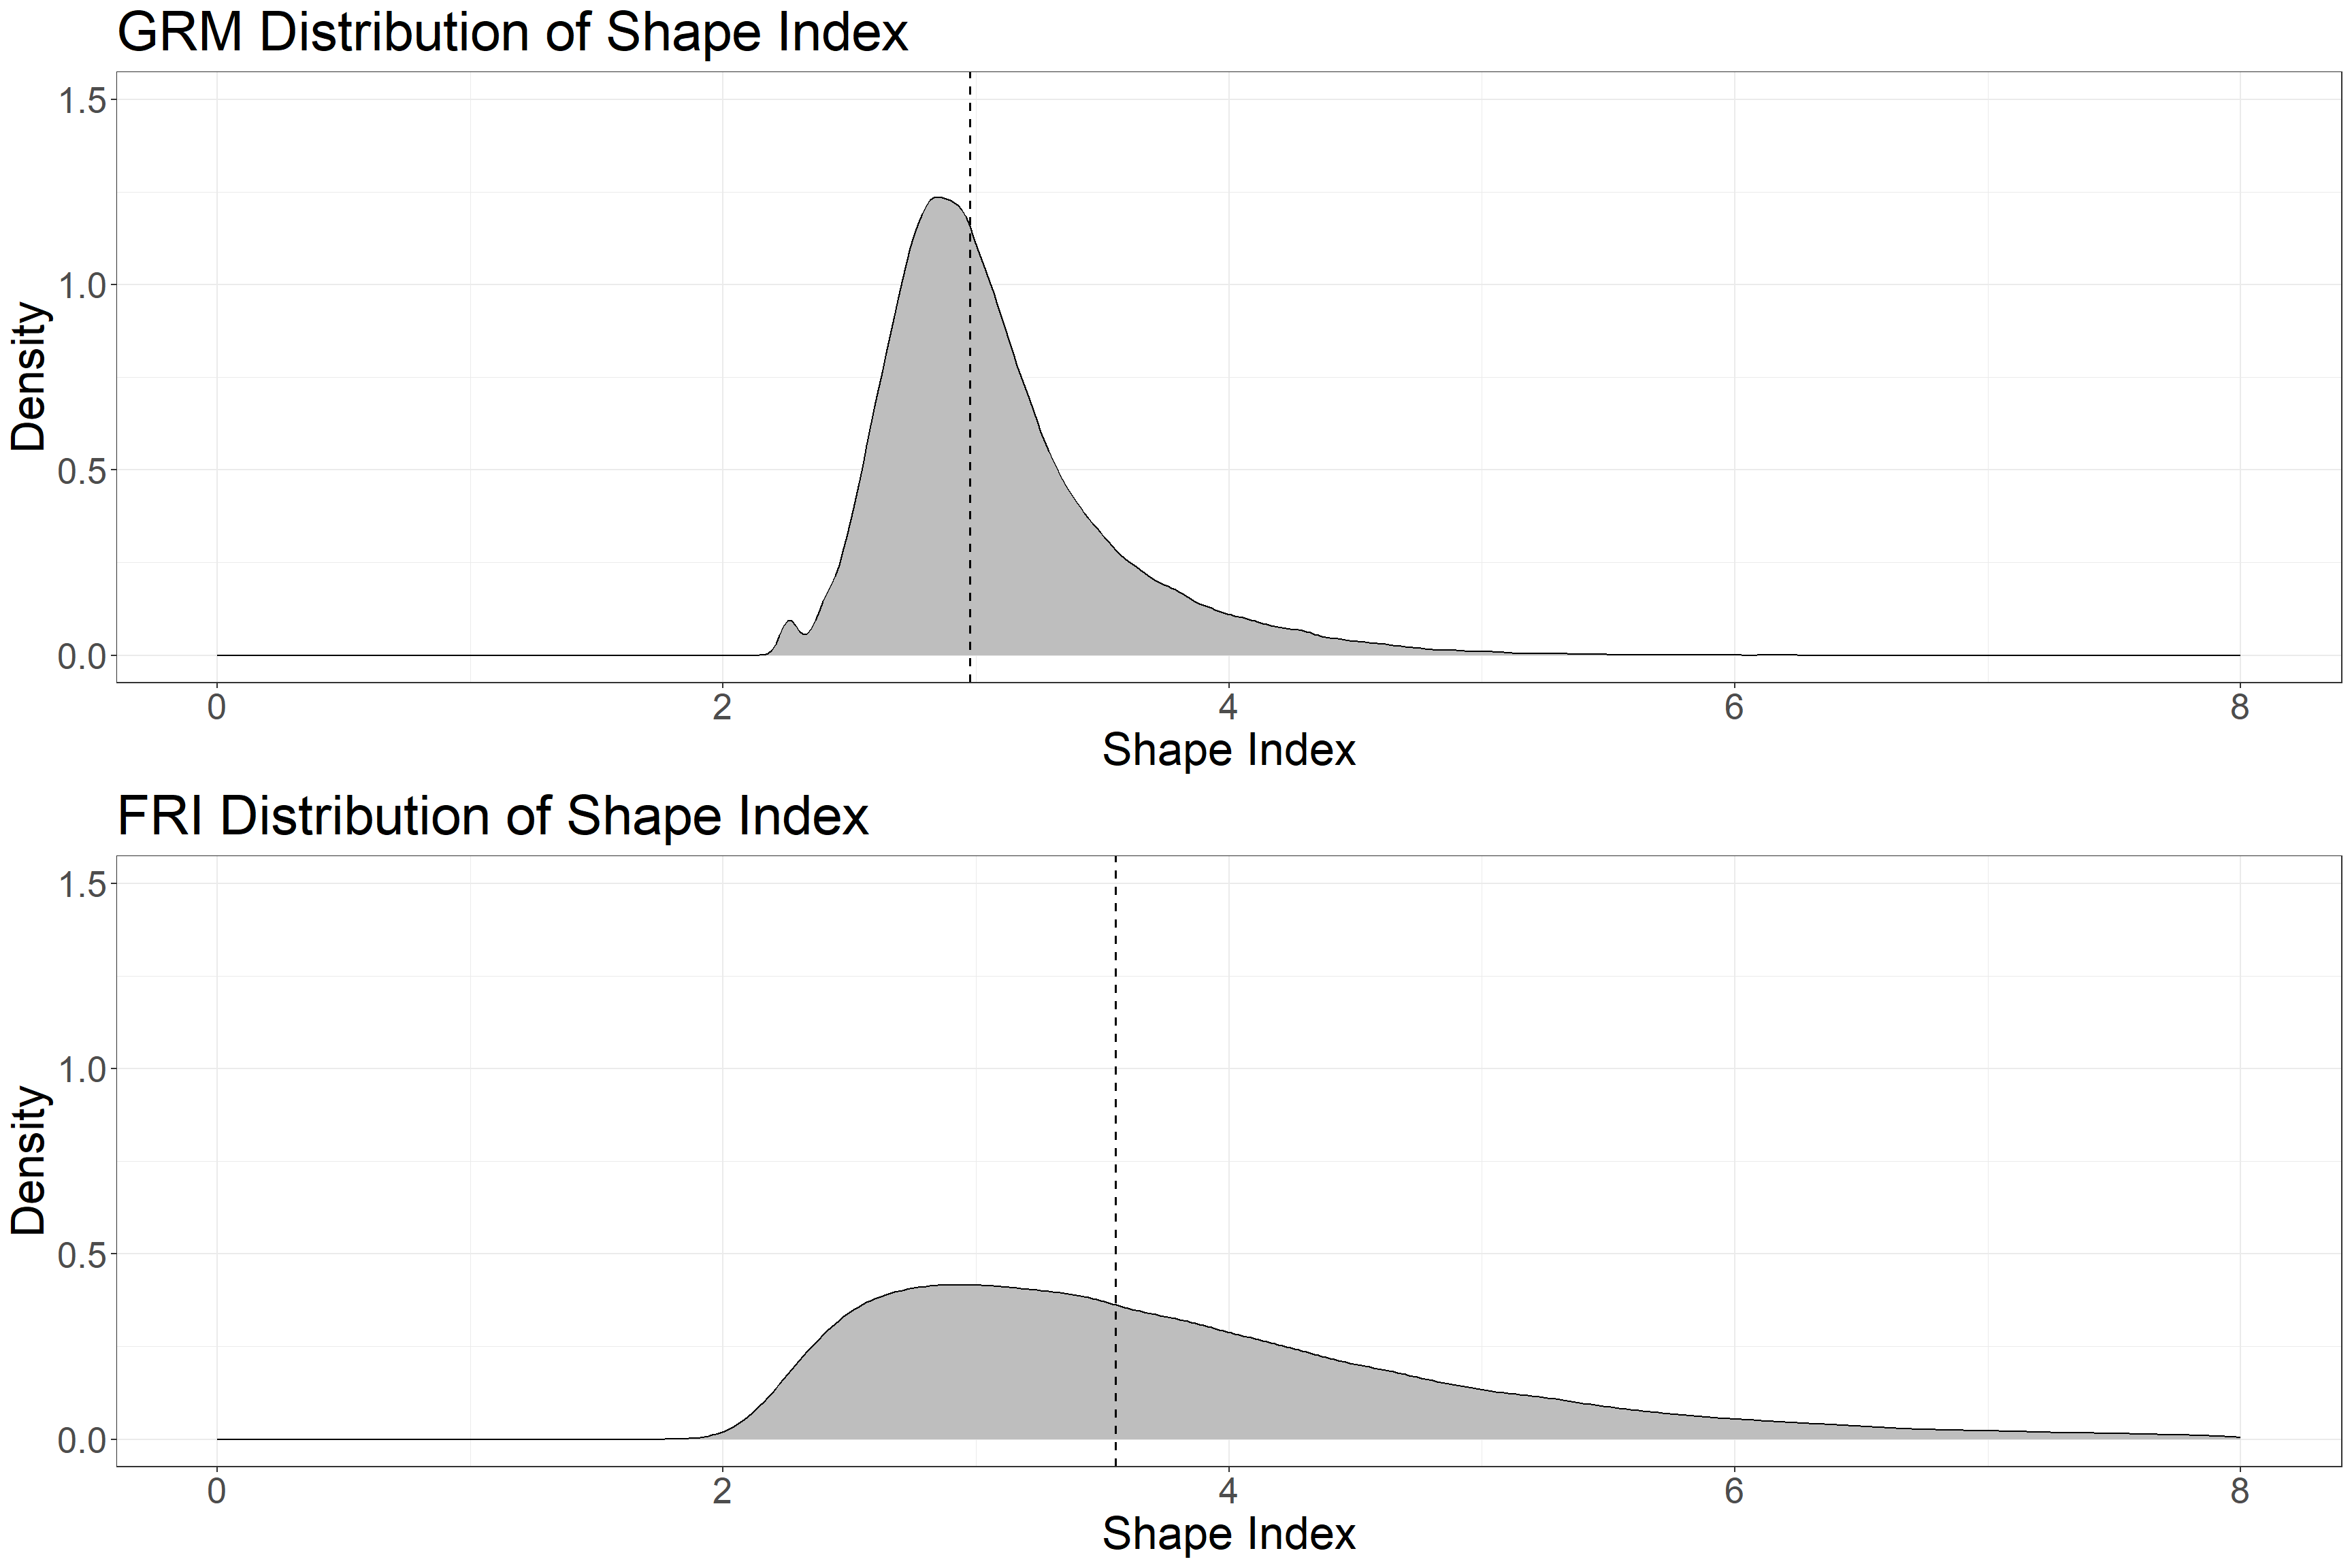 GRM Distribution of Shape Index
1.5
1.0
0.5
0.0
Density
0 2 4 6 8
Shape Index
FRI Distribution of Shape Index
1.5
1.0
0.5
0.0
Density
0 2 4 6 8
Shape Index